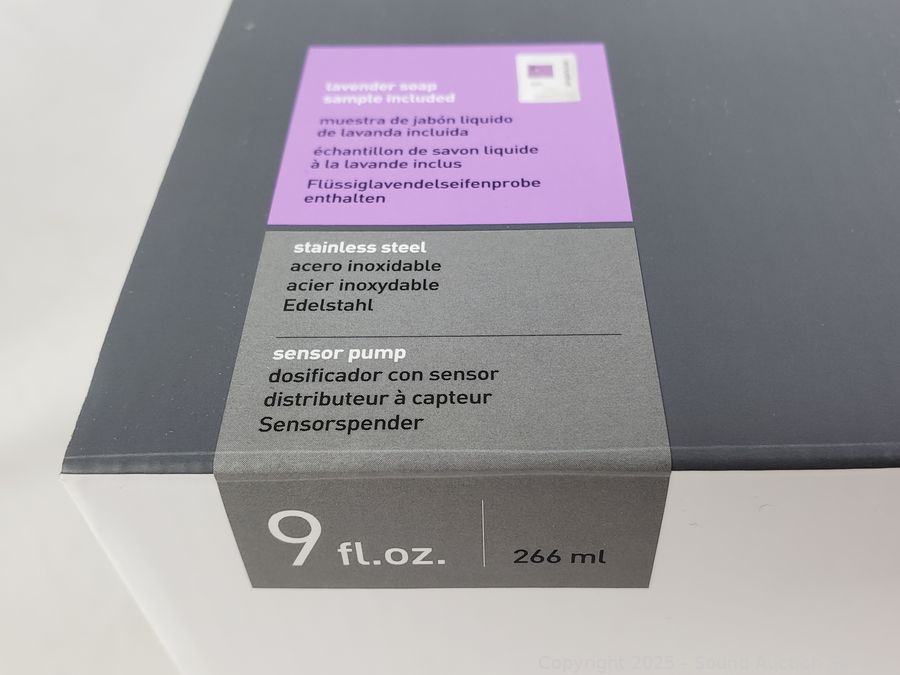 lavender soap
sample included
muestra de jabón liquido
de lavanda incluida
échantillon de savon liquide
à la lavande inclus
Flüssiglavendelseifenprobe
enthalten
stainless steel
acero inoxidable
acier inoxydable
Edelstahl
sensor pump
dosificador con sensor
distributeur à capteur
Sensorspender
9 fl.oz. 266 ml
Copyright 2025 - Sound Auction